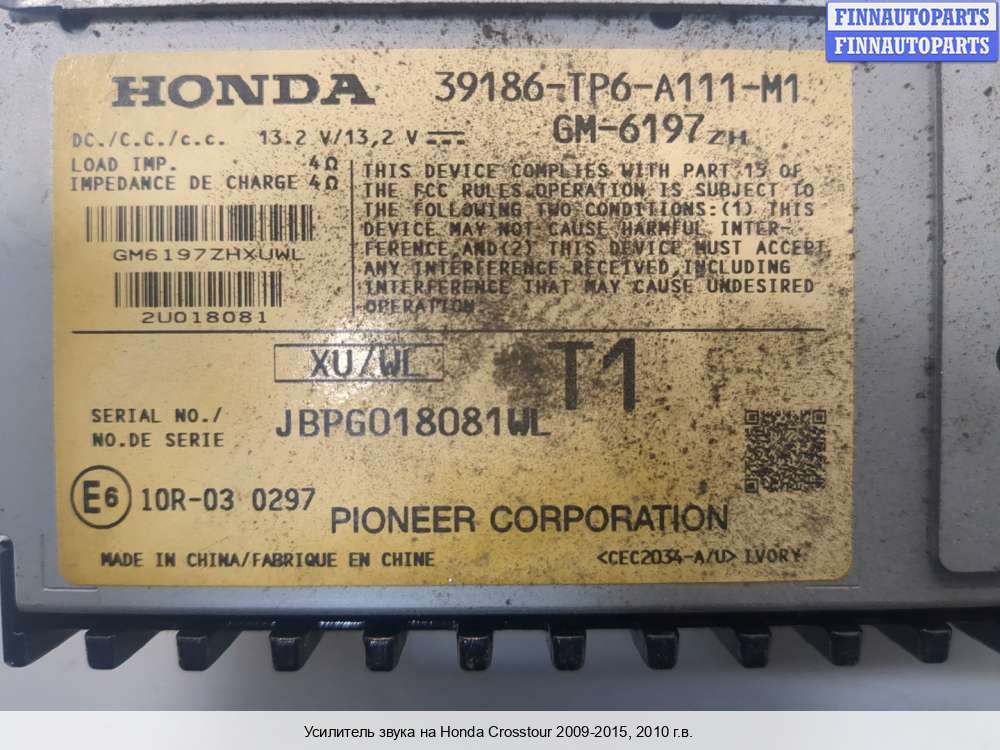 FINNAUTOPARTS
FINNAUTOPARTS
HONDA 39186-TP6-A111-M1
GM-6197ZH
DC./C.C./c.c. 13.2 V/13,2 V
LOAD IMP. 4Ω
IMPEDANCE DE CHARGE 4Ω
THIS DEVICE COMPLIES WITH PART 15 OF
THE FCC RULES.OPERATION IS SUBJECT TO
THE FOLLOWING TWO CONDITIONS:(1) THIS
DEVICE MAY NOT CAUSE HARMFUL INTER-
FERENCE,AND(2) THIS DEVICE MUST ACCEPT
ANY INTERFERENCE RECEIVED,INCLUDING
INTERFERENCE THAT MAY CAUSE UNDESIRED
OPERATION.
GM6197ZHXUWL
2U018081
XU/WL T1
SERIAL NO./
NO.DE SERIE
JBPG018081WL
E6 10R-03 0297
PIONEER CORPORATION
MADE IN CHINA/FABRIQUE EN CHINE
<CEC2034-A/U> IVORY
Усилитель звука на Honda Crosstour 2009-2015, 2010 г.в.